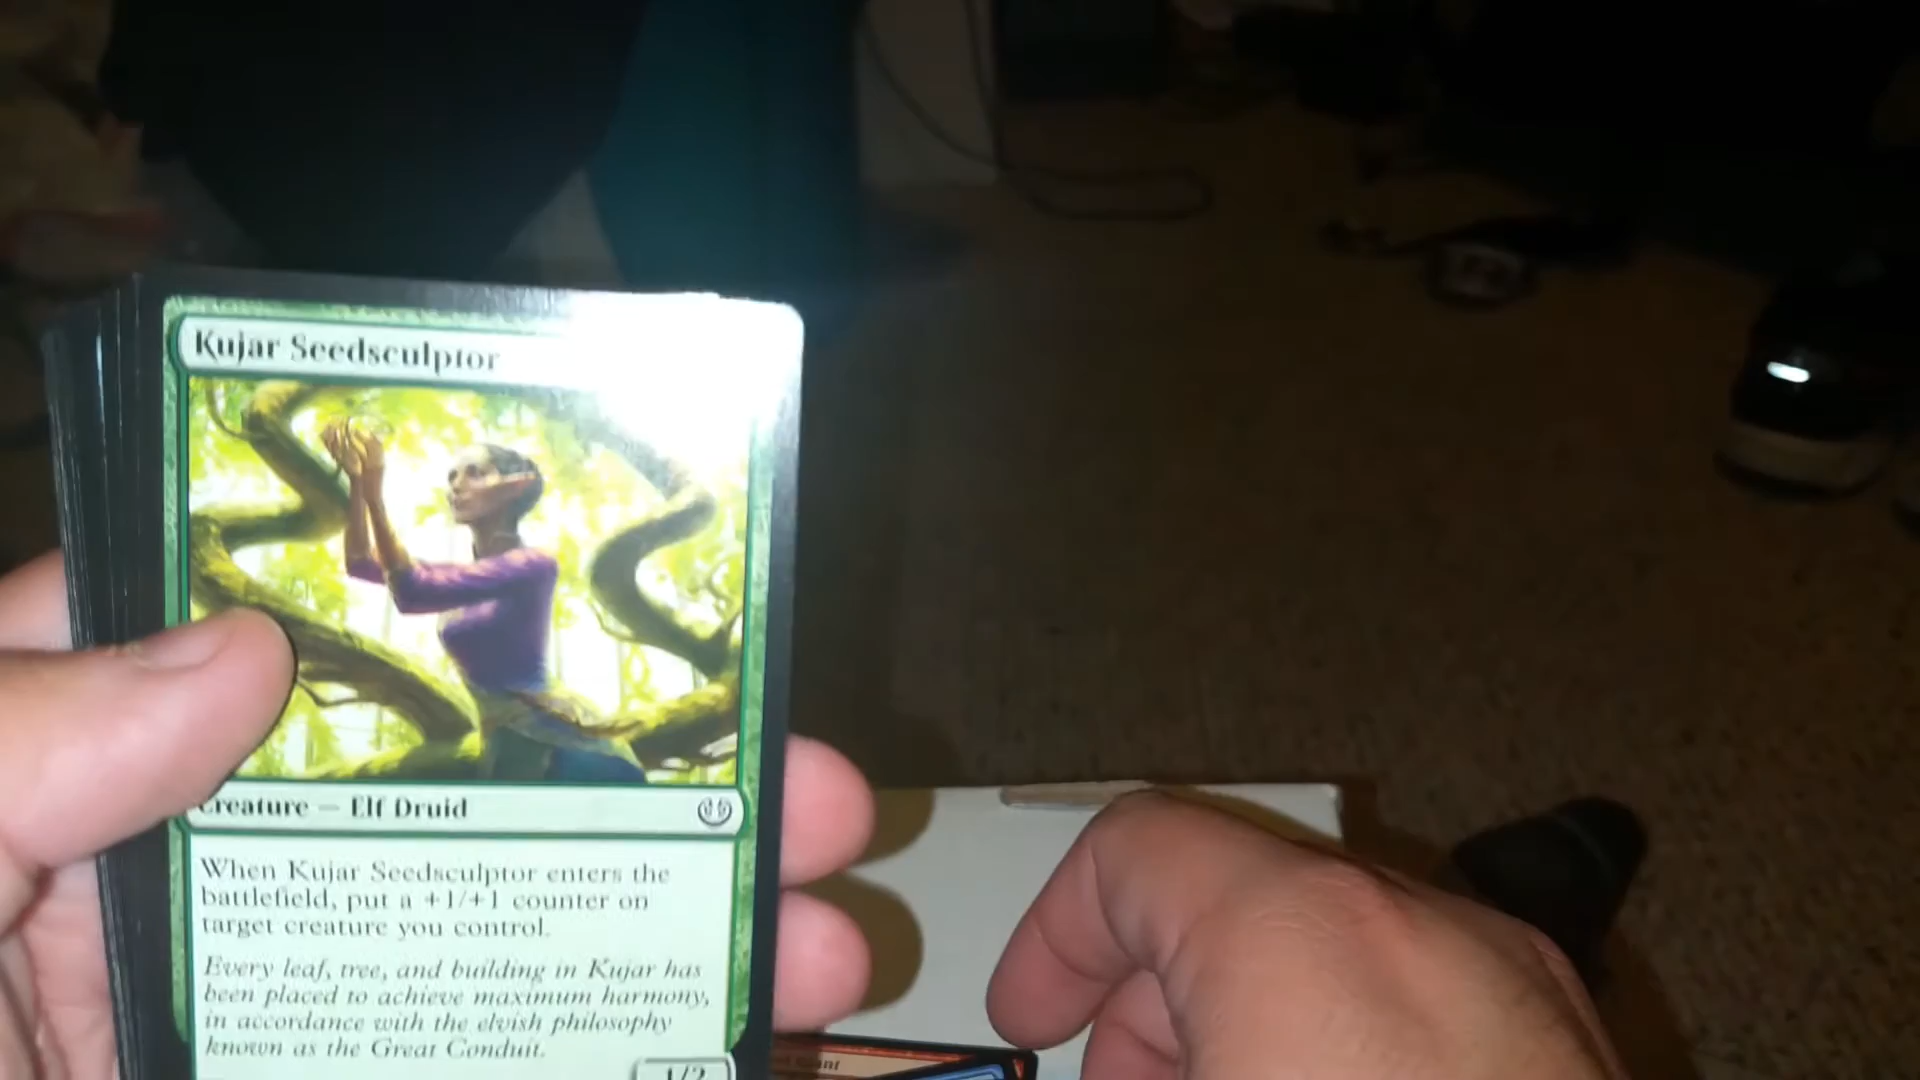 Kujar Seedsculptor
Creature — Elf Druid
When Kujar Seedsculptor enters the
battlefield, put a +1/+1 counter on
target creature you control.
Every leaf, tree, and building in Kujar has
been placed to achieve maximum harmony,
in accordance with the elvish philosophy
known as the Great Conduit.
1/2